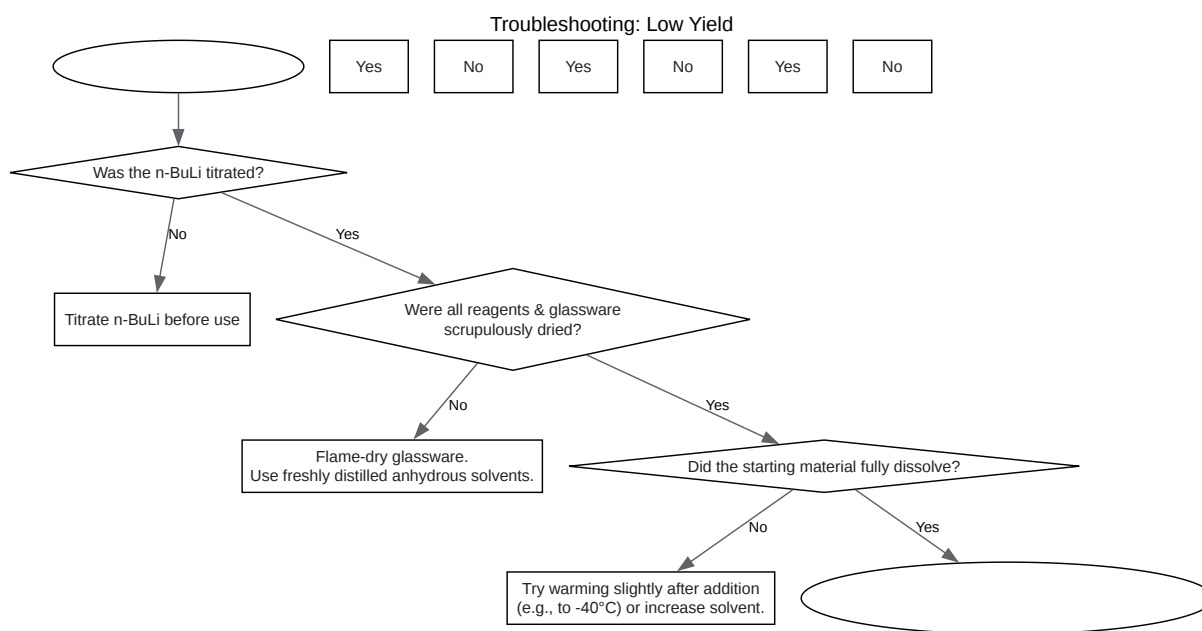 Troubleshooting: Low Yield
Yes
No
Yes
No
Yes
No
Was the n-BuLi titrated?
No
Yes
Titrate n-BuLi before use
Were all reagents & glassware
scrupulously dried?
No
Yes
Flame-dry glassware.
Use freshly distilled anhydrous solvents.
Did the starting material fully dissolve?
No
Yes
Try warming slightly after addition
(e.g., to -40°C) or increase solvent.